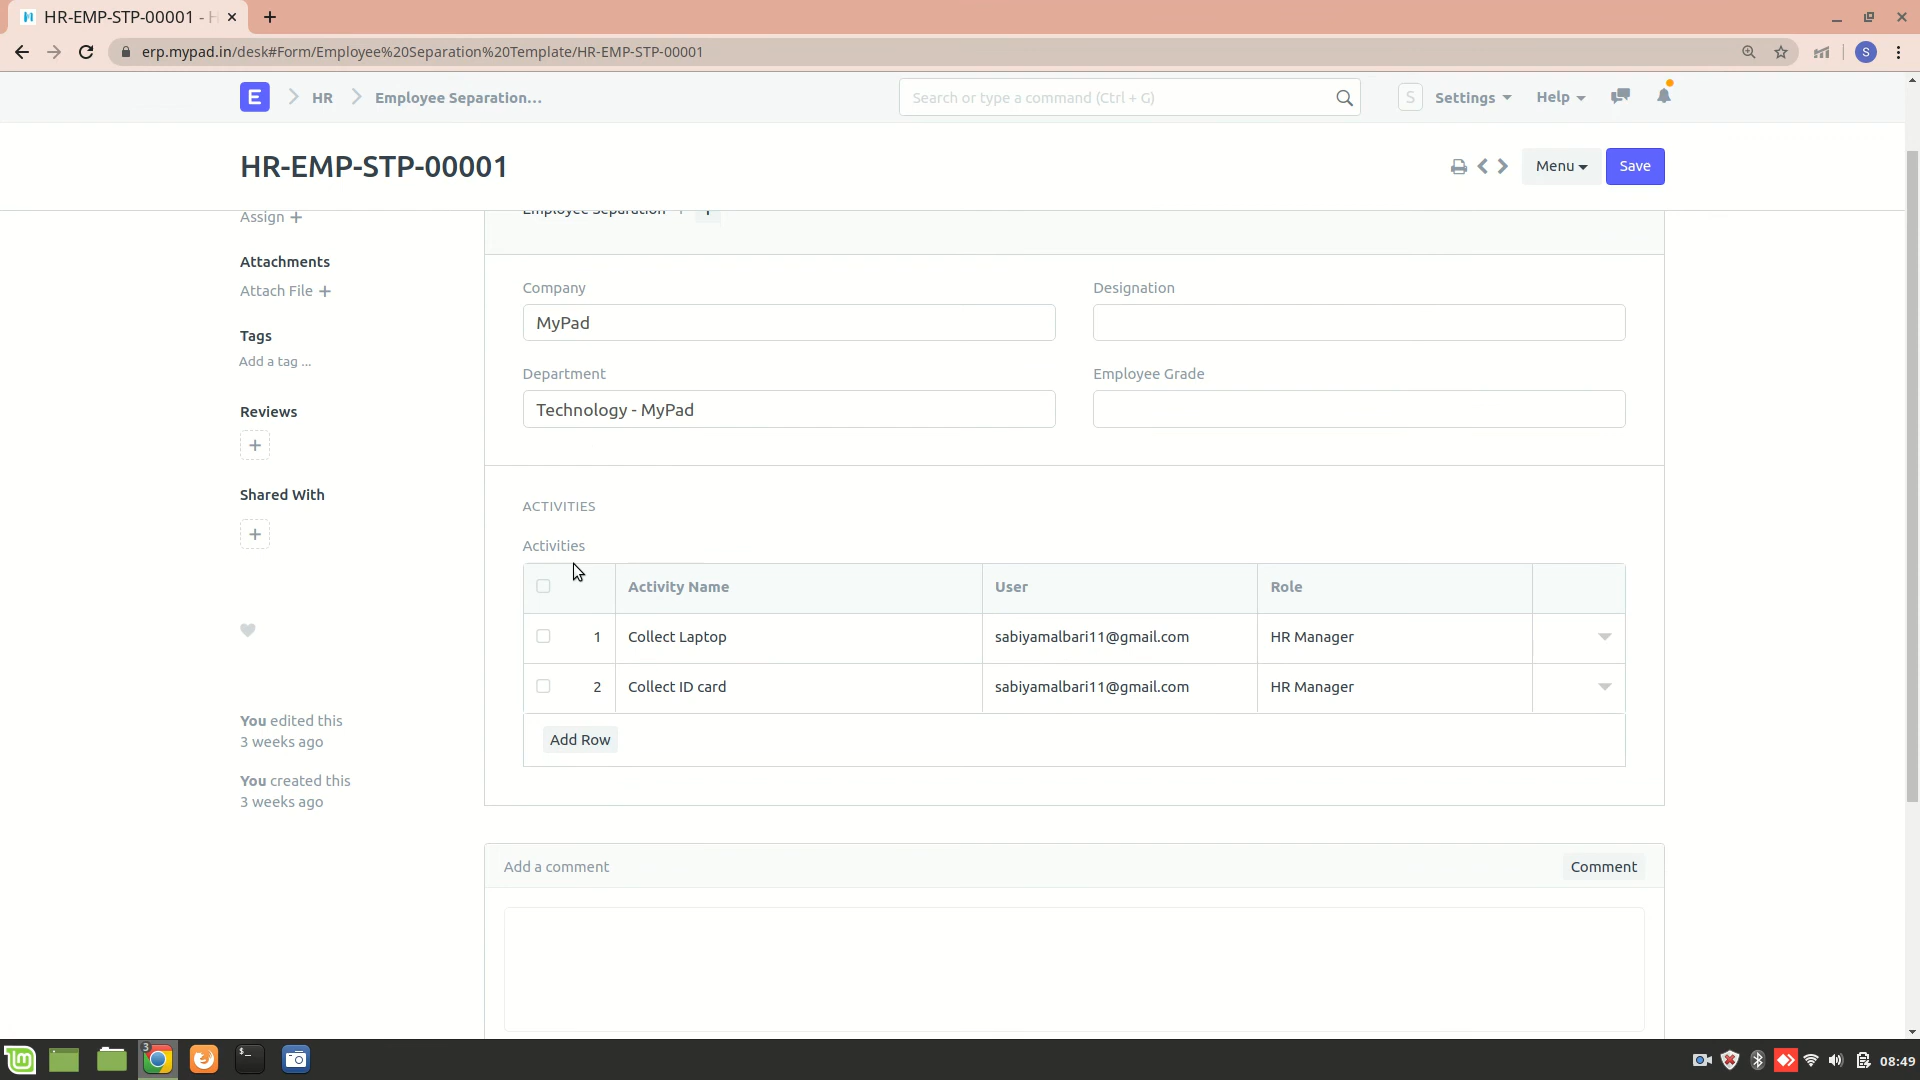 HR-EMP-STP-00001 - H
erp.mypad.in/desk#Form/Employee%20Separation%20Template/HR-EMP-STP-00001
S
E
HR
Employee Separation...
Search or type a command (Ctrl + G)
S
Settings
Help
HR-EMP-STP-00001
Menu
Save
Assign +
Employee Separation
Attachments
Attach File +
Tags
Add a tag ...
Reviews
+
Shared With
+
You edited this
3 weeks ago
You created this
3 weeks ago
Company
MyPad
Designation
Department
Technology - MyPad
Employee Grade
ACTIVITIES
Activities
Activity Name User Role
1 Collect Laptop sabiyamalbari11@gmail.com HR Manager
2 Collect ID card sabiyamalbari11@gmail.com HR Manager
Add Row
Add a comment
Comment
3
08:49